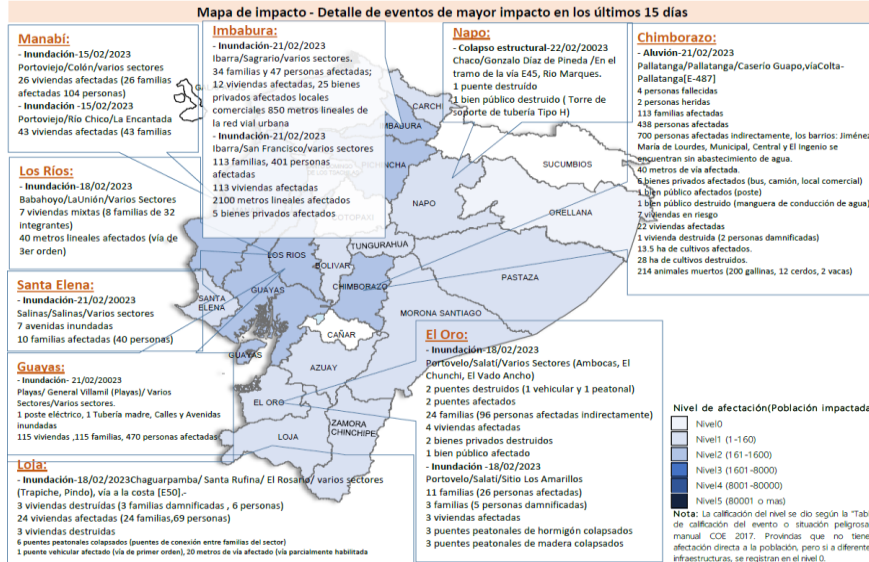 Mapa de impacto - Detalle de eventos de mayor impacto en los últimos 15 días
Manabí:
- Inundación-15/02/2023
Portoviejo/Colón/varios sectores
26 viviendas afectadas (26 familias
afectadas 104 personas)
- Inundación-15/02/2023
Portoviejo/Río Chico/La Encantada
43 viviendas afectadas (43 familias
Los Ríos:
- Inundación-18/02/2023
Babahoyo/LaUnión/Varios Sectores
7 viviendas mixtas (8 familias de 32
integrantes)
40 metros lineales afectados (vía de
3er orden)
Santa Elena:
- Inundación-21/02/20023
Salinas/Salinas/Varios sectores
7 avenidas inundadas
10 familias afectadas (40 personas)
Guayas:
- Inundación- 21/02/20023
Playas/ General Villamil (Playas)/ Varios
Sectores/Varios sectores.
1 poste eléctrico, 1 Tubería madre, Calles y Avenidas
inundadas
115 viviendas ,115 familias, 470 personas afectadas
Loja:
- Inundación-18/02/2023Chaguarpamba/ Santa Rufina/ El Rosario/ varios sectores
(Trapiche, Pindo), vía a la costa [E50].-
3 viviendas destruidas (3 familias damnificadas , 6 personas)
24 viviendas afectadas (24 familias,69 personas)
3 viviendas destruidas
6 puentes peatonales colapsados (puentes de conexión entre familias del sector)
1 puente vehicular afectado (vía de primer orden), 20 metros de vía afectado (vía parcialmente habilitada
Imbabura:
- Inundación-21/02/2023
Ibarra/Sagrario/varios sectores.
34 familias y 47 personas afectadas;
12 viviendas afectadas, 25 bienes
privados afectados locales
comerciales 850 metros lineales de
la red vial urbana
- Inundación-21/02/2023
Ibarra/San Francisco/varios sectores
113 familias, 401 personas
afectadas
113 viviendas afectadas
2100 metros lineales afectados
5 bienes privados afectados
Napo:
- Colapso estructural-22/02/20023
Chaco/Gonzalo Díaz de Pineda /En el
tramo de la vía E45, Rio Marques.
1 puente destruído
1 bien público destruido ( Torre de
soporte de tubería Tipo H)
Chimborazo:
- Aluvión-21/02/2023
Pallatanga/Pallatanga/Caserío Guapo,víaColta-
Pallatanga[E-487]
4 personas fallecidas
2 personas heridas
113 familias afectadas
438 personas afectadas
700 personas afectadas indirectamente, los barrios: Jiménez
María de Lourdes, Municipal, Central y El Ingenio se
encuentran sin abastecimiento de agua.
40 metros de vía afectada.
6 bienes privados afectados (bus, camión, local comercial)
1 bien público afectados (poste)
1 bien público destruido (manguera de conducción de agua)
7 viviendas en riesgo
22 viviendas afectadas
1 vivienda destruida (2 personas damnificadas)
13.5 ha de cultivos afectados.
28 ha de cultivos destruidos.
214 animales muertos (200 gallinas, 12 cerdos, 2 vacas)
El Oro:
- Inundación-18/02/2023
Portovelo/Salatí/Varios Sectores (Ambocas, El
Chunchi, El Vado Ancho)
2 puentes destruidos (1 vehicular y 1 peatonal)
2 puentes afectados
24 familias (96 personas afectadas indirectamente)
4 viviendas afectadas
2 bienes privados destruidos
1 bien público afectado
- Inundación -18/02/2023
Portovelo/Salatí/Sitio Los Amarillos
11 familias (26 personas afectadas)
3 familias (5 personas damnificadas)
3 viviendas afectadas
3 puentes peatonales de hormigón colapsados
3 puentes peatonales de madera colapsados
CARCHI
IMBABURA
PICHINCHA
SUCUMBIOS
NAPO
ORELLANA
COTOPAXI
TUNGURAHUA
LOS RIOS
BOLIVAR
PASTAZA
GUAYAS
CHIMBORAZO
SANTA
ELENA
MORONA SANTIAGO
CAÑAR
GUAYAS
AZUAY
EL ORO
ZAMORA
CHINCHIPE
LOJA
Nivel de afectación(Población impactada
Nivel0
Nivel1 (1-160)
Nivel2 (161-1600)
Nivel3 (1601-8000)
Nivel4 (8001-80000)
Nivel5 (80001 o mas)
Nota: La calificación del nivel se dio según la "Tabl
de calificación del evento o situación peligrosa
manual COE 2017. Provindas que no tiene
afectación directa a la población, pero si a diferente
infraestructuras, se registran en el nivel 0.